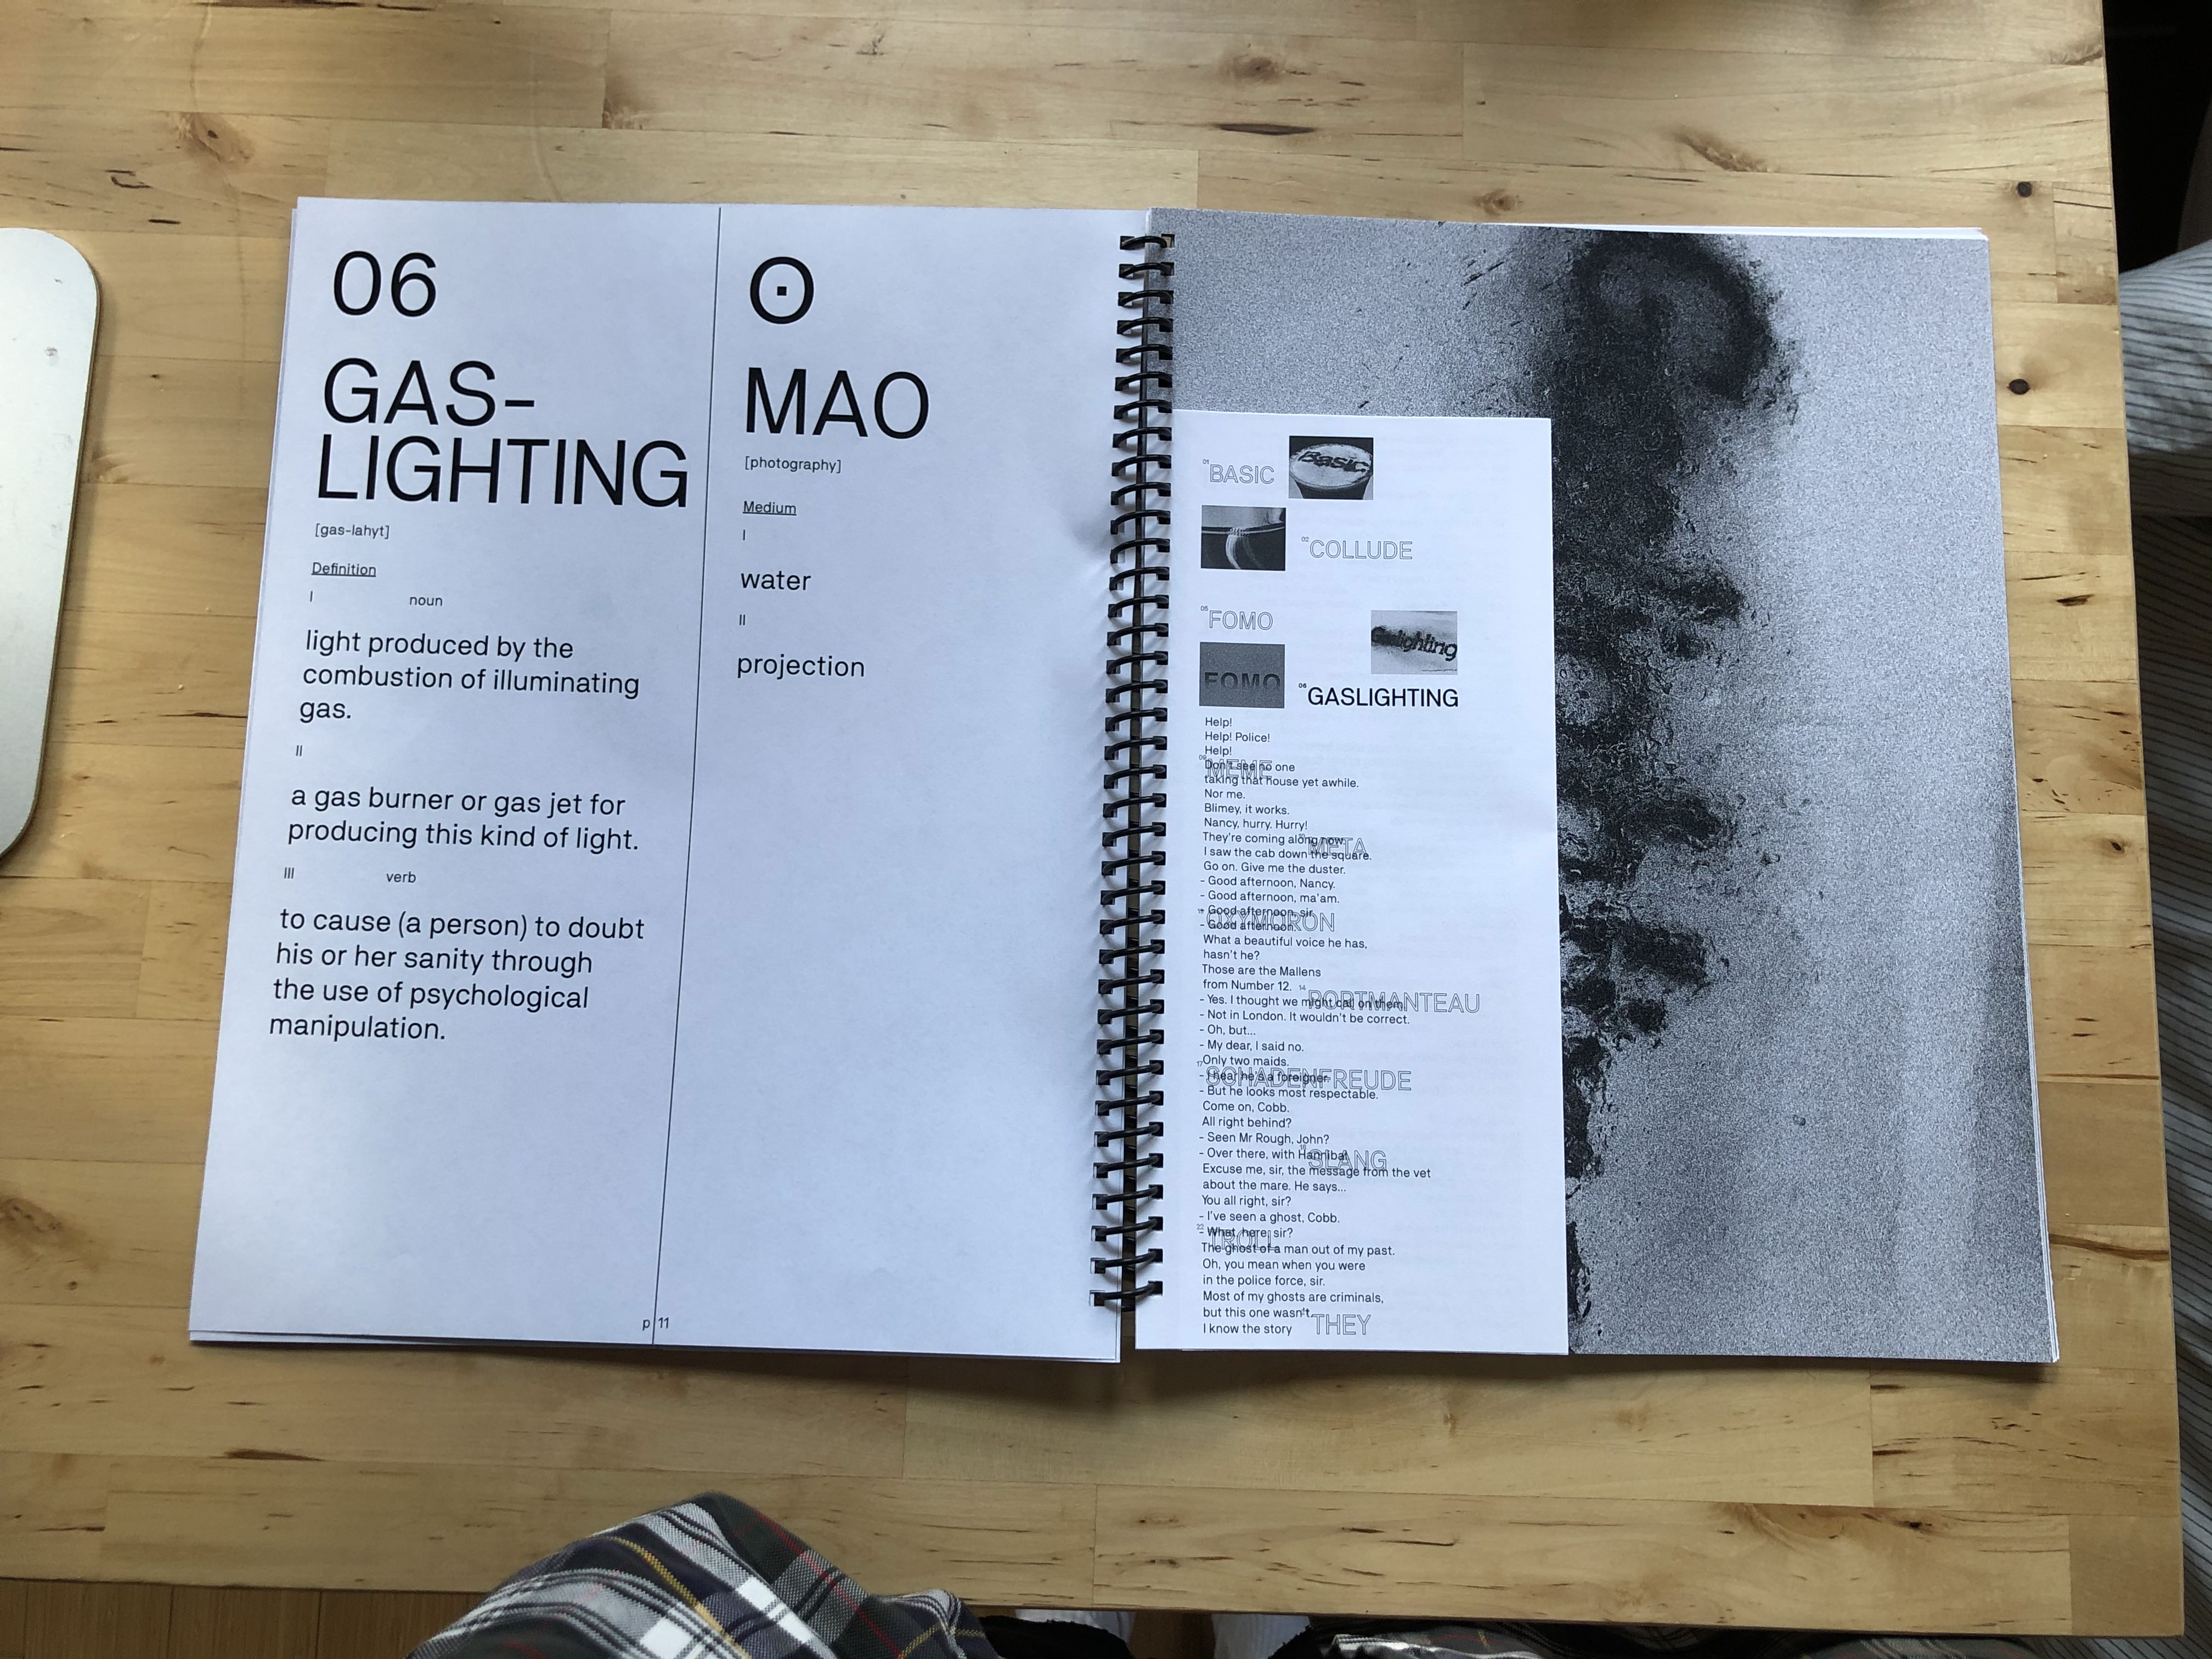 06
GAS-
LIGHTING
[gas-lahyt]
Definition
I noun
light produced by the
combustion of illuminating
gas.
II
a gas burner or gas jet for
producing this kind of light.
III verb
to cause (a person) to doubt
his or her sanity through
the use of psychological
manipulation.
p 11
MAO
[photography]
Medium
I
water
II
projection
01 BASIC
Basic
02 COLLUDE
05 FOMO
FOMO
06 GASLIGHTING
Help!
Help! Police!
Help!
Don't see no one
taking that house yet awhile.
Nor me.
Blimey, it works.
Nancy, hurry. Hurry!
They're coming along now.
I saw the cab down the square.
Go on. Give me the duster.
- Good afternoon, Nancy.
- Good afternoon, ma'am.
- Good afternoon, sir.
- Good afternoon.
What a beautiful voice he has,
hasn't he?
Those are the Mallens
from Number 12.
- Yes. I thought we might call on them.
- Not in London. It wouldn't be correct.
- Oh, but...
- My dear, I said no.
Only two maids.
- I hear he's a foreigner.
- But he looks most respectable.
Come on, Cobb.
All right behind?
- Seen Mr Rough, John?
- Over there, with Hannibal.
Excuse me, sir, the message from the vet
about the mare. He says...
You all right, sir?
- I've seen a ghost, Cobb.
- What, here, sir?
The ghost of a man out of my past.
Oh, you mean when you were
in the police force, sir.
Most of my ghosts are criminals,
but this one wasn't.
I know the story
PORTMANTEAU
SCHADENFREUDE
SLANG
THEY